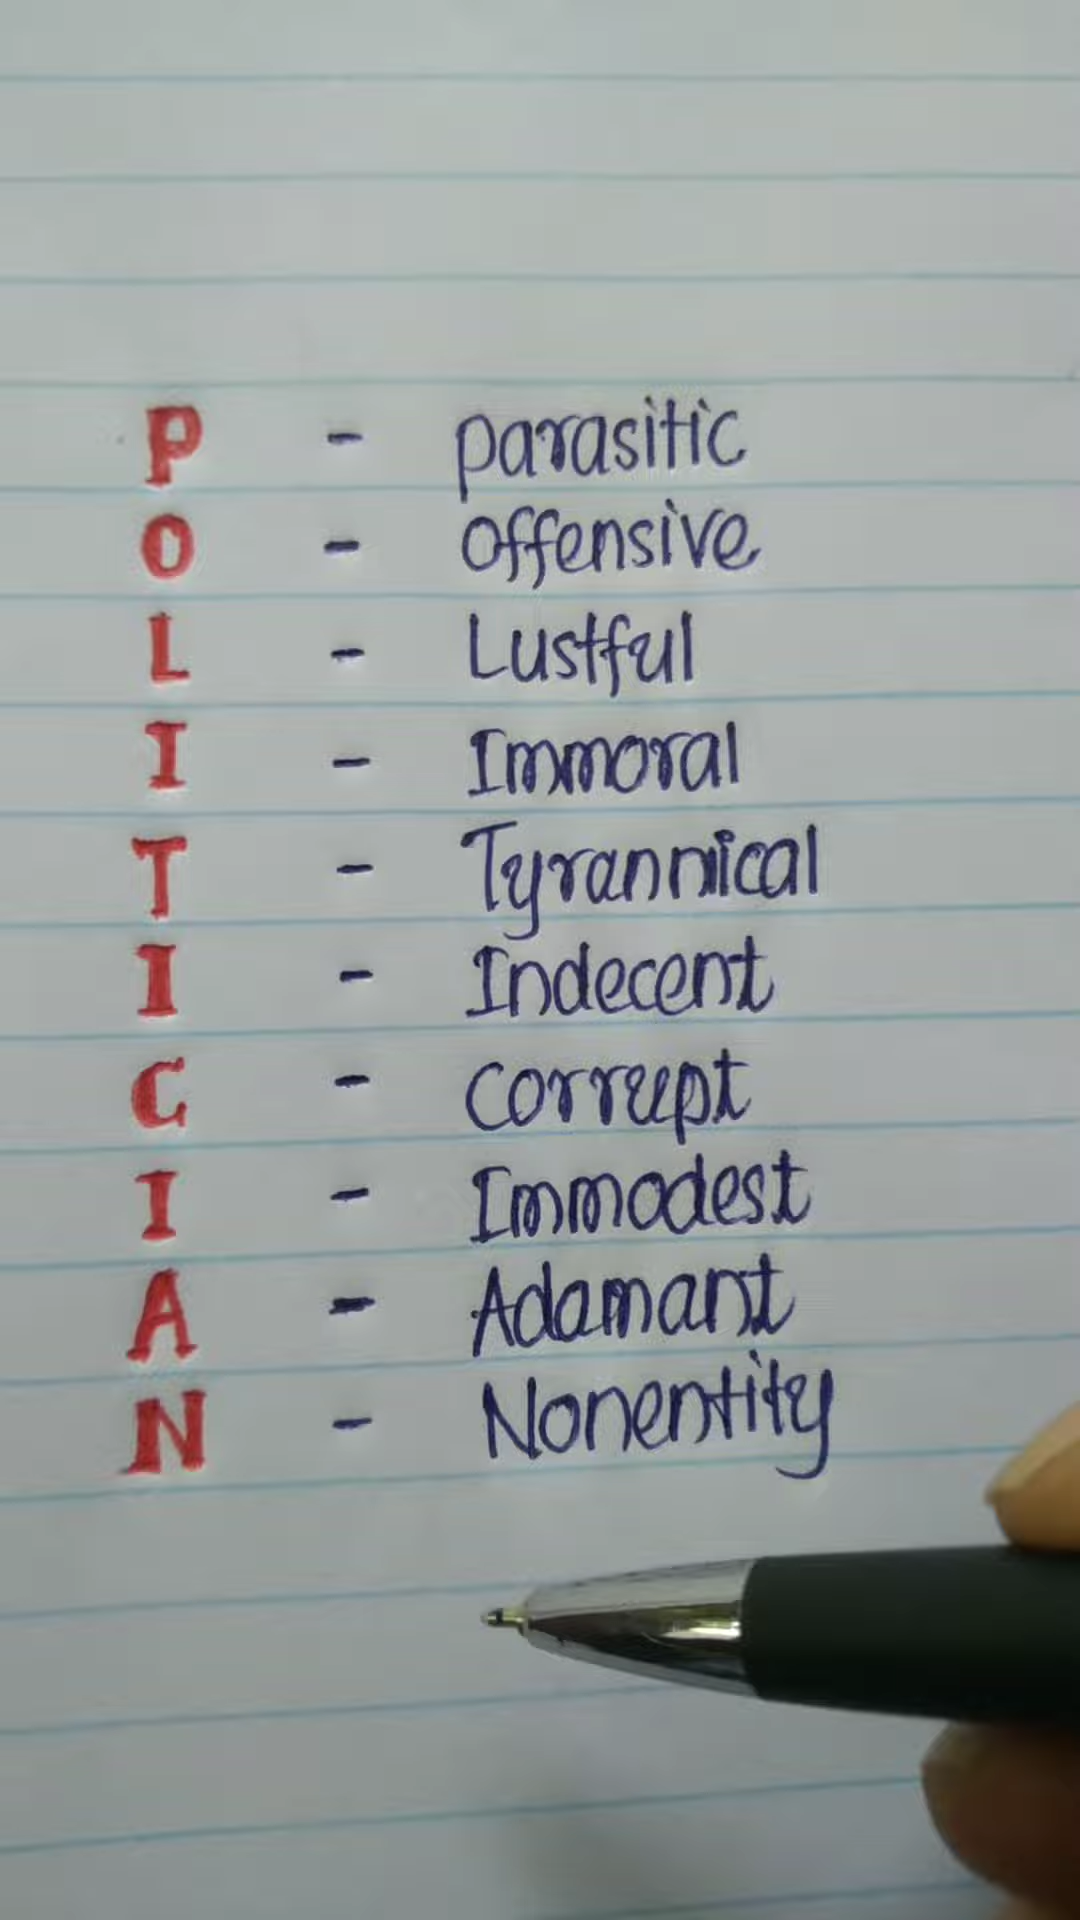 P - parasitic
O - offensive
L - Lustful
I - Immoral
T - Tyrannical
I - Indecent
C - corrupt
I - Immodest
A - Adamant
N - Nonentity